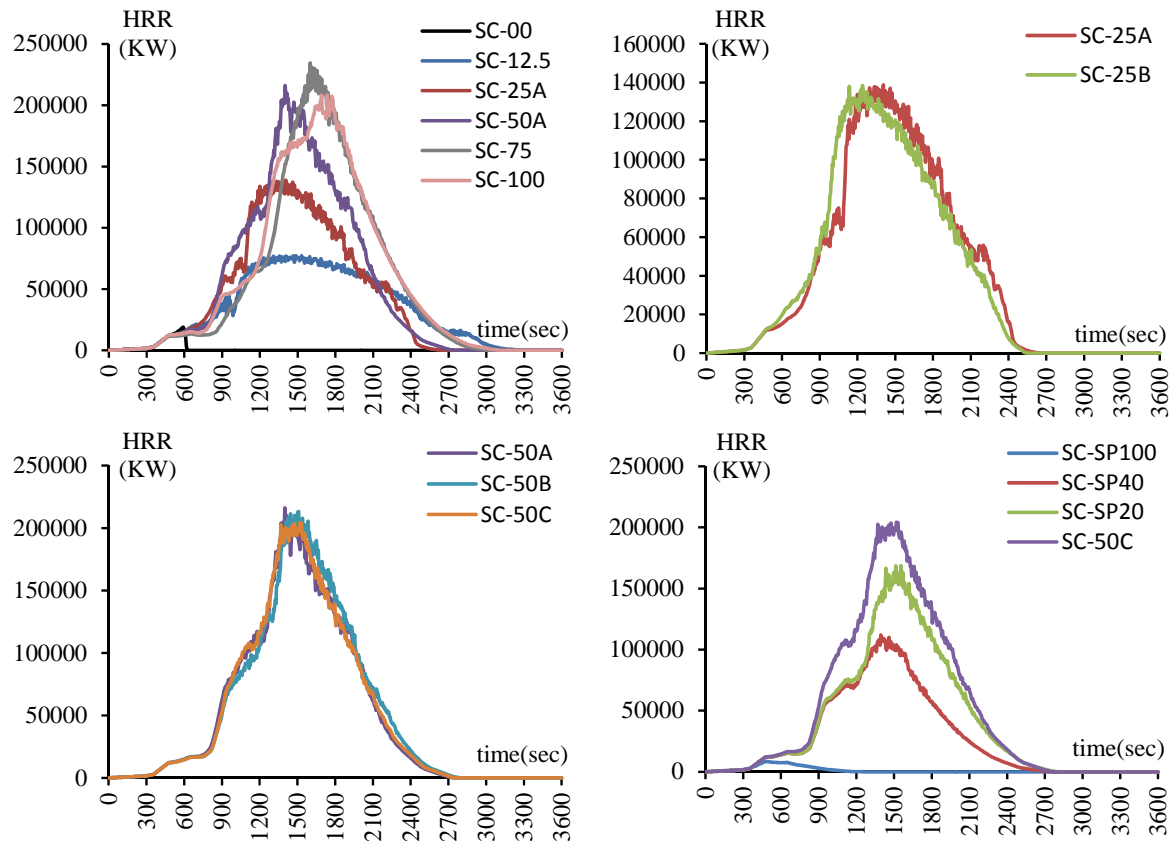 HRR
(KW)
250000
200000
150000
100000
50000
0
SC-00
SC-12.5
SC-25A
SC-50A
SC-75
SC-100
time(sec)
0 300 600 900 1200 1500 1800 2100 2400 2700 3000 3300 3600
HRR
(KW)
160000
140000
120000
100000
80000
60000
40000
20000
0
SC-25A
SC-25B
time(sec)
0 300 600 900 1200 1500 1800 2100 2400 2700 3000 3300 3600
HRR
(KW)
250000
200000
150000
100000
50000
0
SC-50A
SC-50B
SC-50C
time(sec)
0 300 600 900 1200 1500 1800 2100 2400 2700 3000 3300 3600
HRR
(KW)
250000
200000
150000
100000
50000
0
SC-SP100
SC-SP40
SC-SP20
SC-50C
time(sec)
0 300 600 900 1200 1500 1800 2100 2400 2700 3000 3300 3600